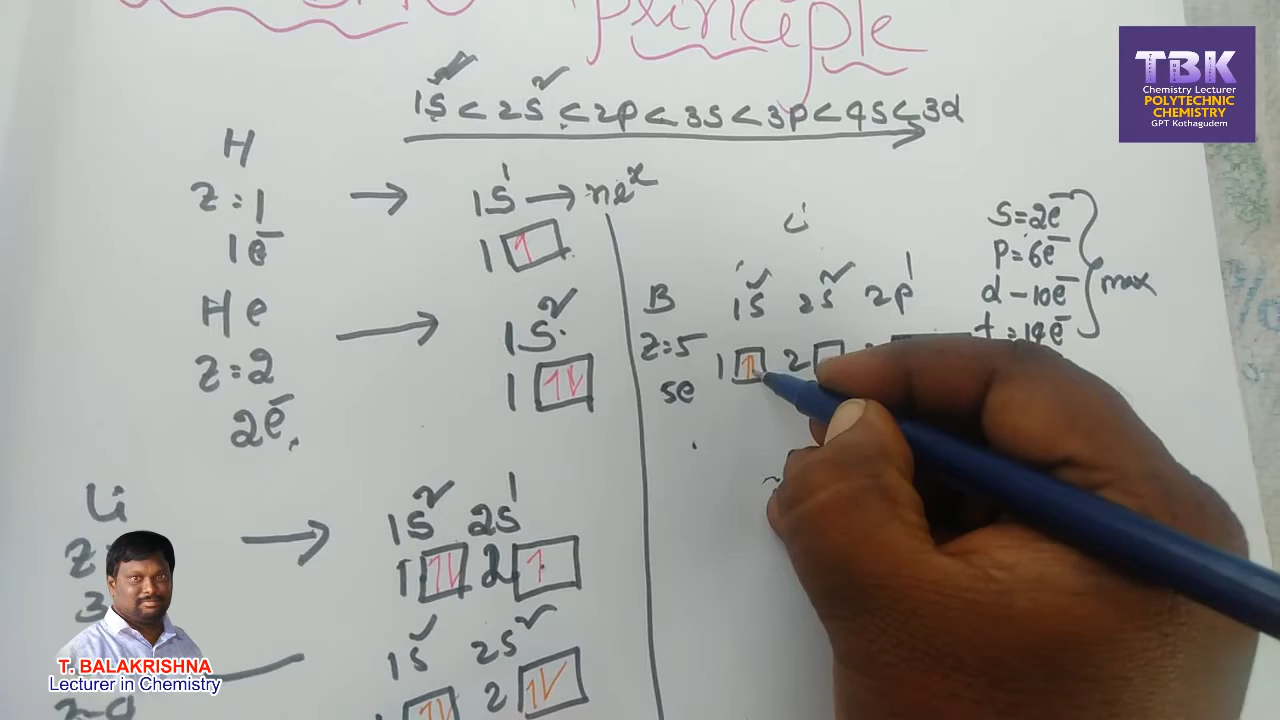 principle
1s < 2s < 2p < 3s < 3p < 4s < 3d
H
Z=1
1e⁻
1s¹ → nlˣ
1 ↑
He
Z=2
2e⁻
1s²
1 ↑↓
Li
3
1s² 2s¹
1 ↑↓ 2 ↑
1s² 2s²
2 ↑↓
B
Z=5
5e
1s² 2s² 2p¹
1 ↑ 2
s=2e⁻
p=6e⁻
d-10e⁻
f=14e⁻
max
TBK
Chemistry Lecturer
POLYTECHNIC
CHEMISTRY
GPT Kothagudem
T. BALAKRISHNA
Lecturer in Chemistry